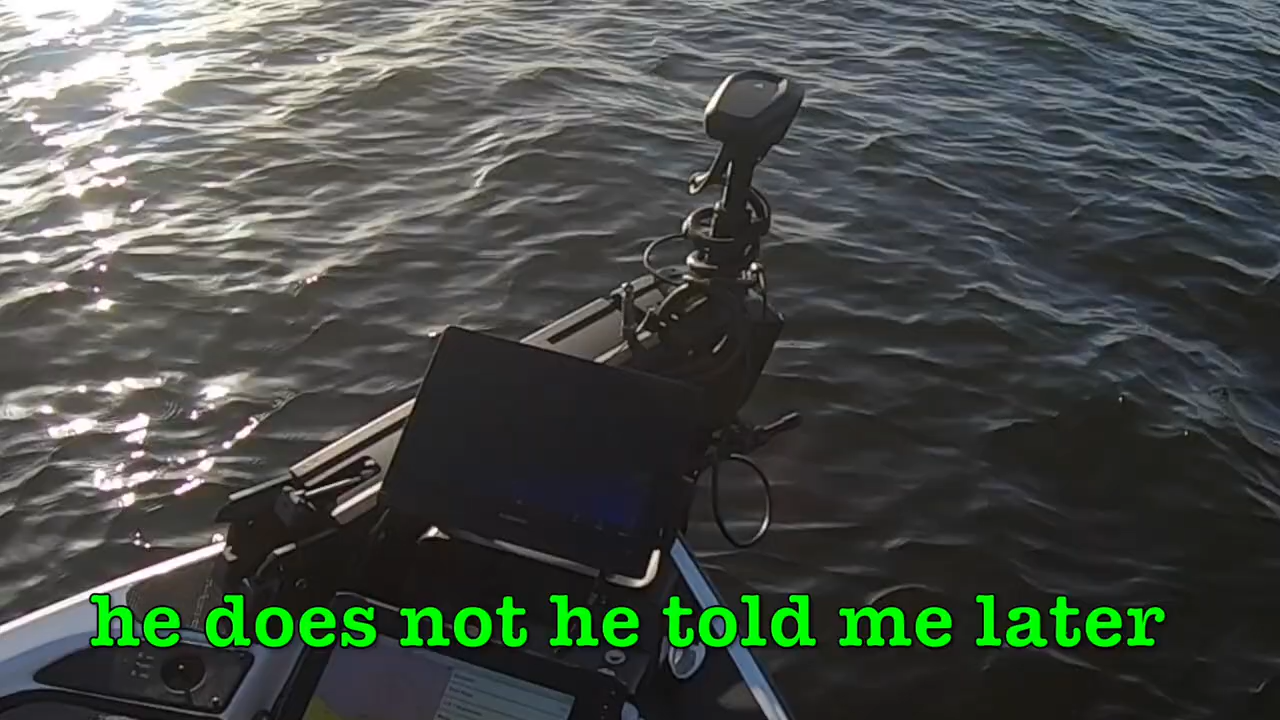 he does not he told me later